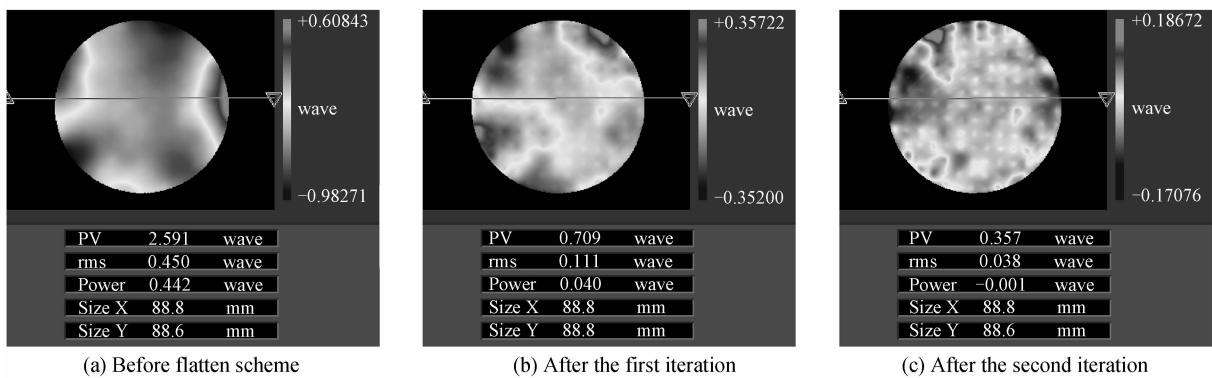 +0.60843
wave
−0.98271
PV 2.591 wave
rms 0.450 wave
Power 0.442 wave
Size X 88.8 mm
Size Y 88.6 mm
(a) Before flatten scheme
+0.35722
wave
−0.35200
PV 0.709 wave
rms 0.111 wave
Power 0.040 wave
Size X 88.8 mm
Size Y 88.8 mm
(b) After the first iteration
+0.18672
wave
−0.17076
PV 0.357 wave
rms 0.038 wave
Power −0.001 wave
Size X 88.8 mm
Size Y 88.6 mm
(c) After the second iteration